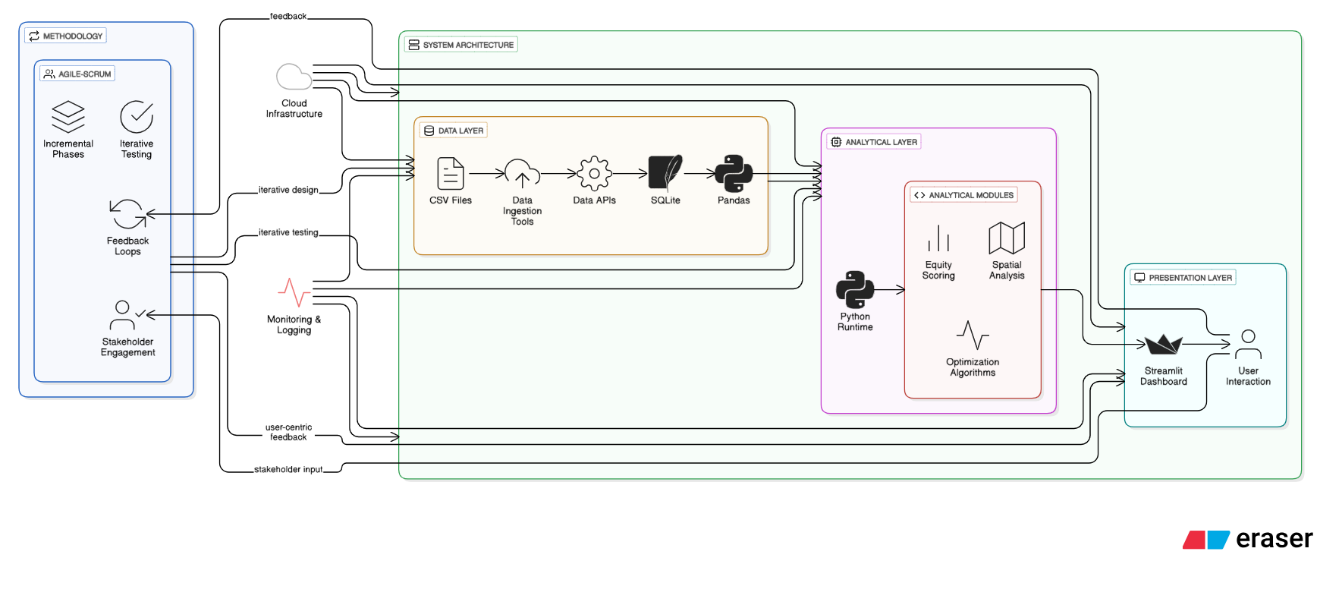 feedback
METHODOLOGY
SYSTEM ARCHITECTURE
AGILE-SCRUM
Incremental
Phases
Iterative
Testing
Cloud
Infrastructure
DATA LAYER
ANALYTICAL LAYER
CSV Files
Data
Ingestion
Tools
Data APIs
SQLite
Pandas
iterative design
ANALYTICAL MODULES
Feedback
Loops
iterative testing
Equity
Scoring
Spatial
Analysis
PRESENTATION LAYER
Monitoring &
Logging
Python
Runtime
Stakeholder
Engagement
Optimization
Algorithms
Streamlit
Dashboard
User
Interaction
user-centric
feedback
stakeholder input
eraser